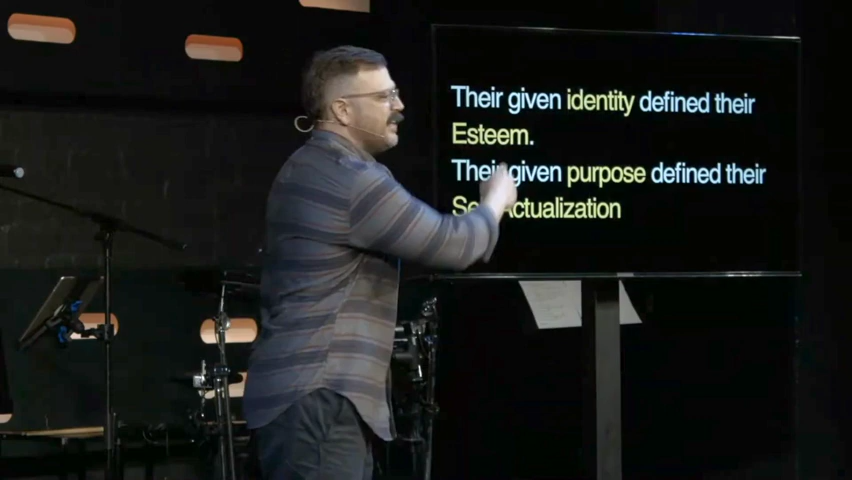 Their given identity defined their
Esteem.
Their given purpose defined their
Actualization